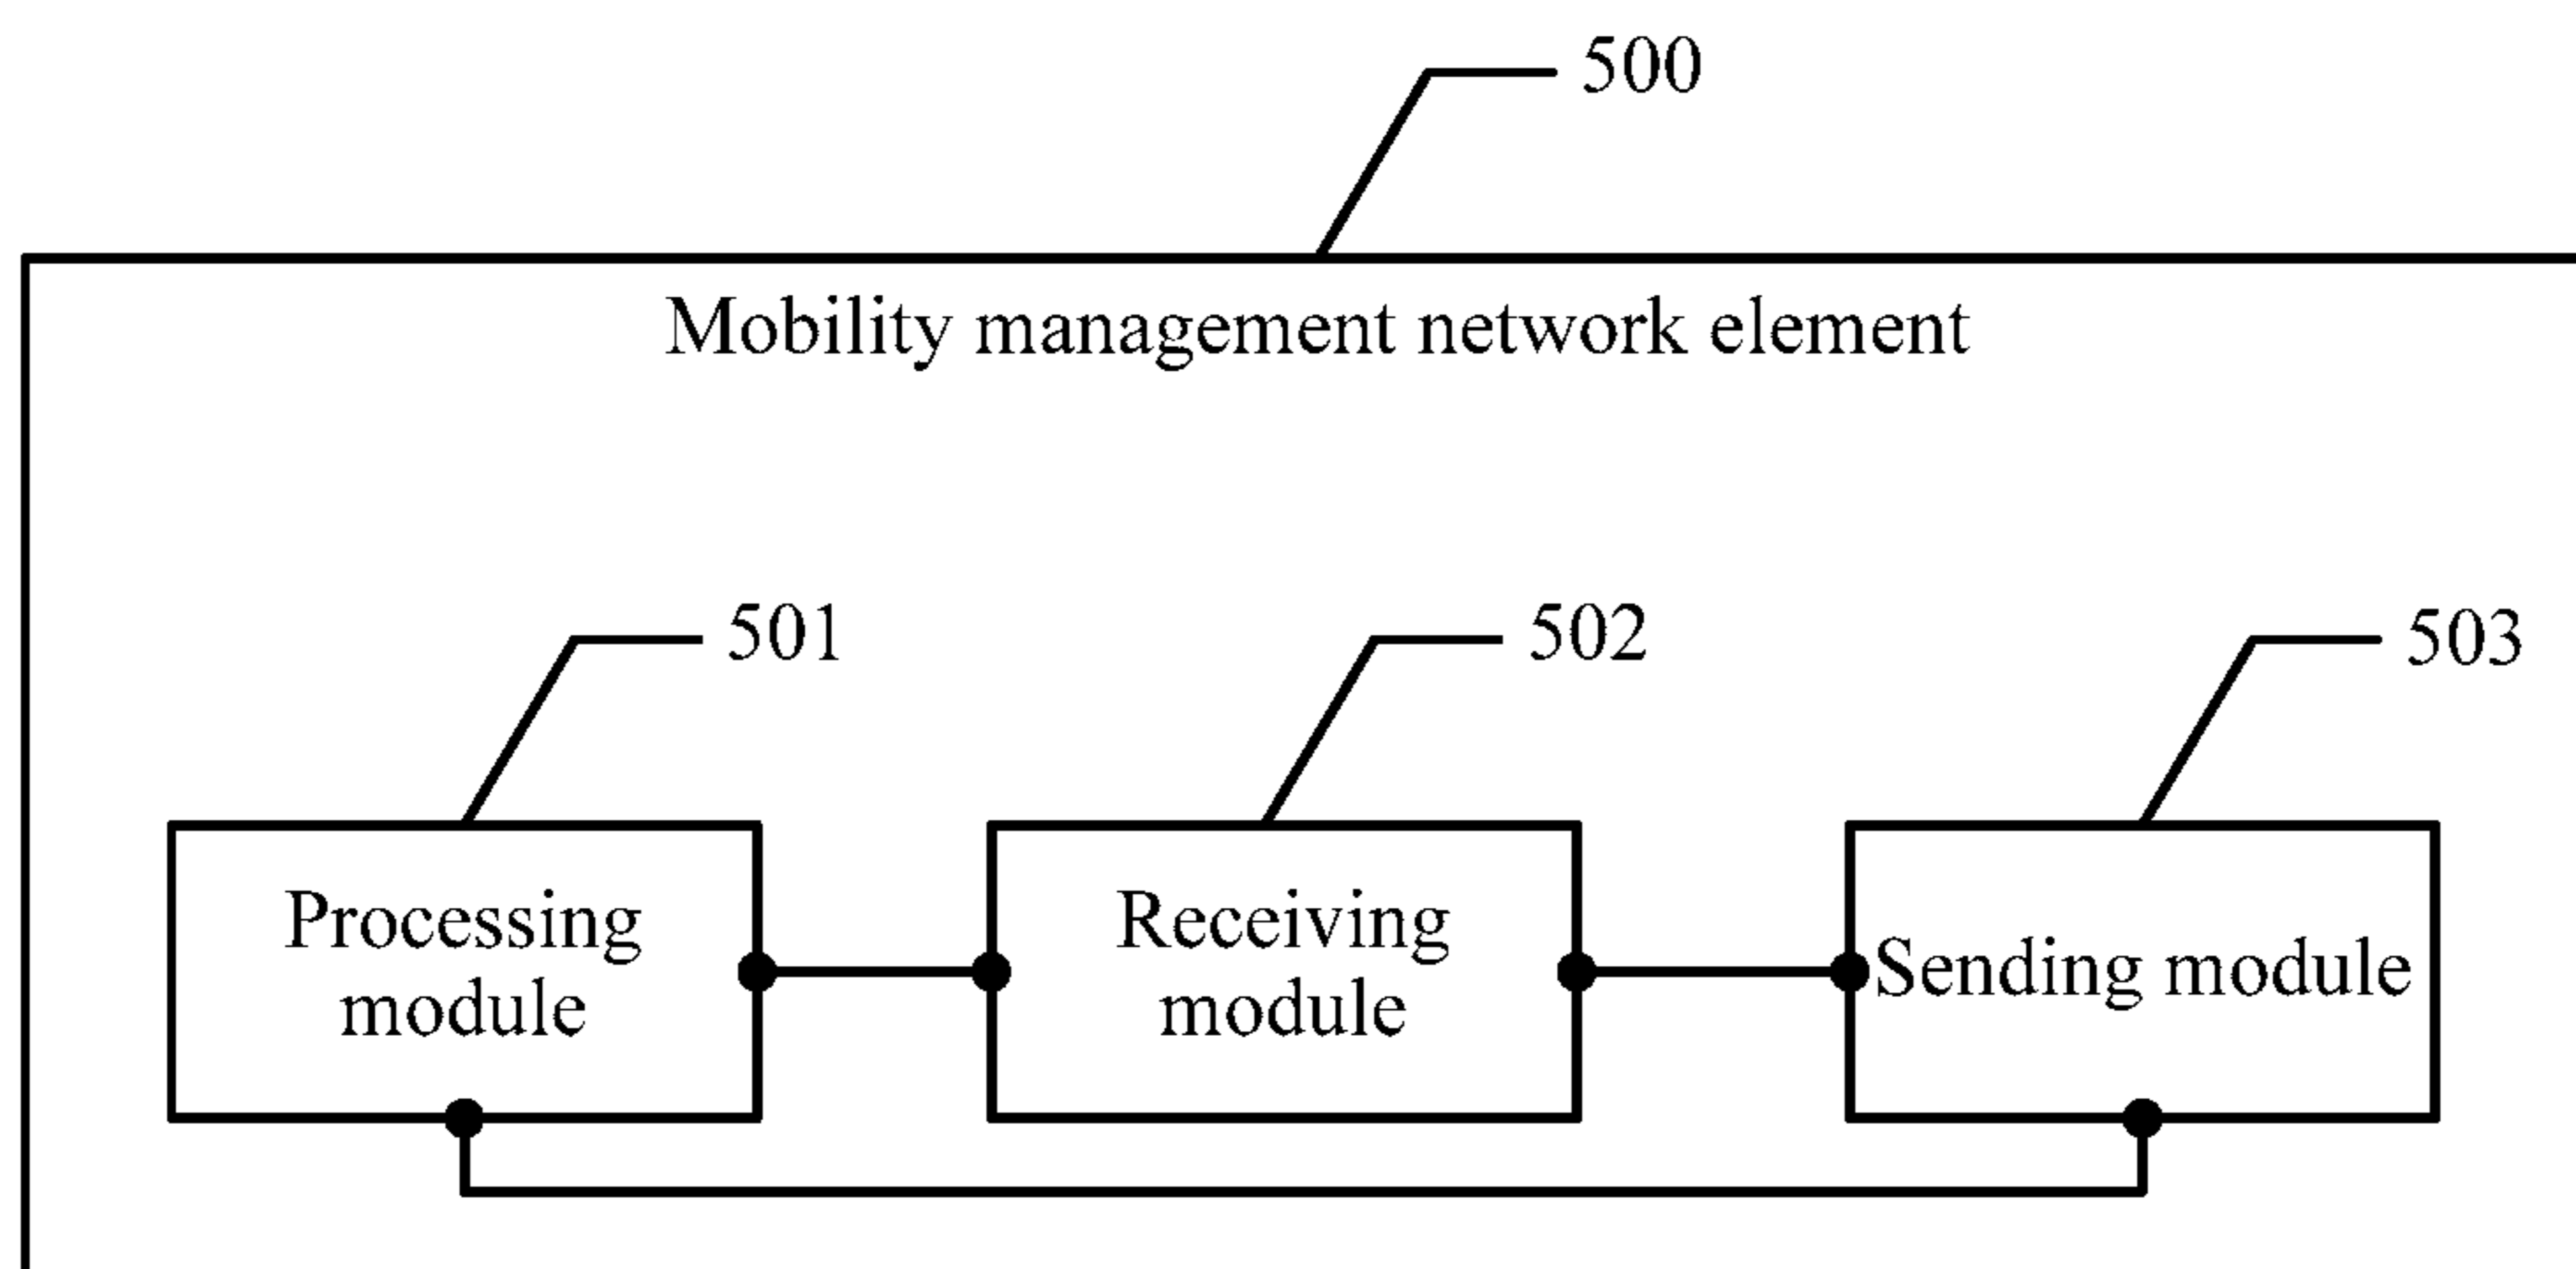 500
Mobility management network element
501
502
503
Processing
module
Receiving
module
Sending module